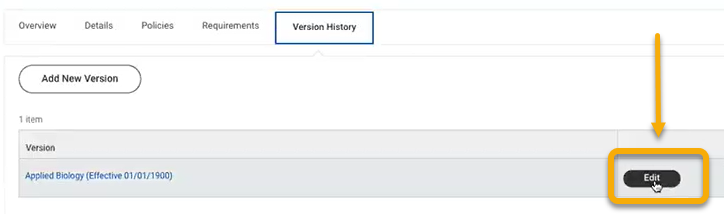 Overview Details Policies Requirements Version History
Add New Version
1 item
Version
Applied Biology (Effective 01/01/1900) Edit